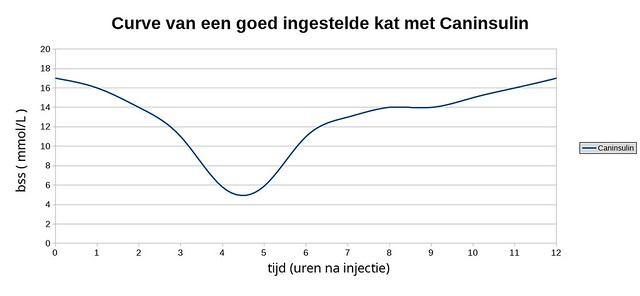 Curve van een goed ingestelde kat met Caninsulin
20
18
16
14
12
10
8
6
4
2
0
bss ( mmol/L )
0 1 2 3 4 5 6 7 8 9 10 11 12
tijd (uren na injectie)
Caninsulin